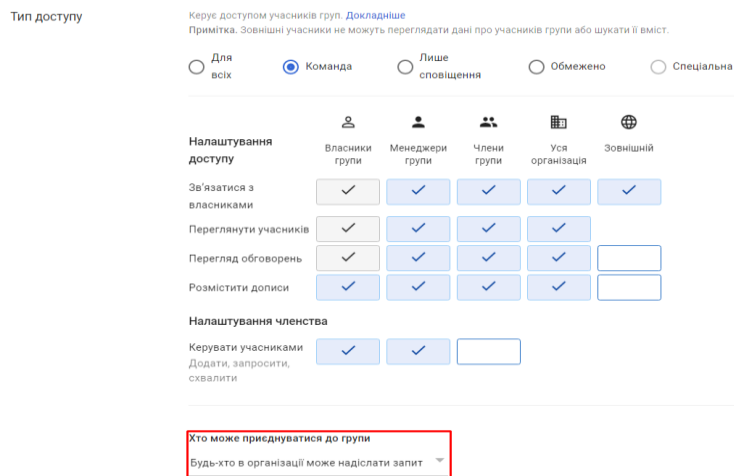 Тип доступу
Керує доступом учасників груп. Докладніше
Примітка. Зовнішні учасники не можуть переглядати дані про учасників групи або шукати її вміст.
Для всіх
Команда
Лише сповіщення
Обмежено
Спеціальна
Налаштування доступу
Власники групи
Менеджери групи
Члени групи
Уся організація
Зовнішній
Зв'язатися з власниками
Переглянути учасників
Перегляд обговорень
Розмістити дописи
Налаштування членства
Керувати учасниками
Додати, запросити, схвалити
Хто може приєднуватися до групи
Будь-хто в організації може надіслати запит